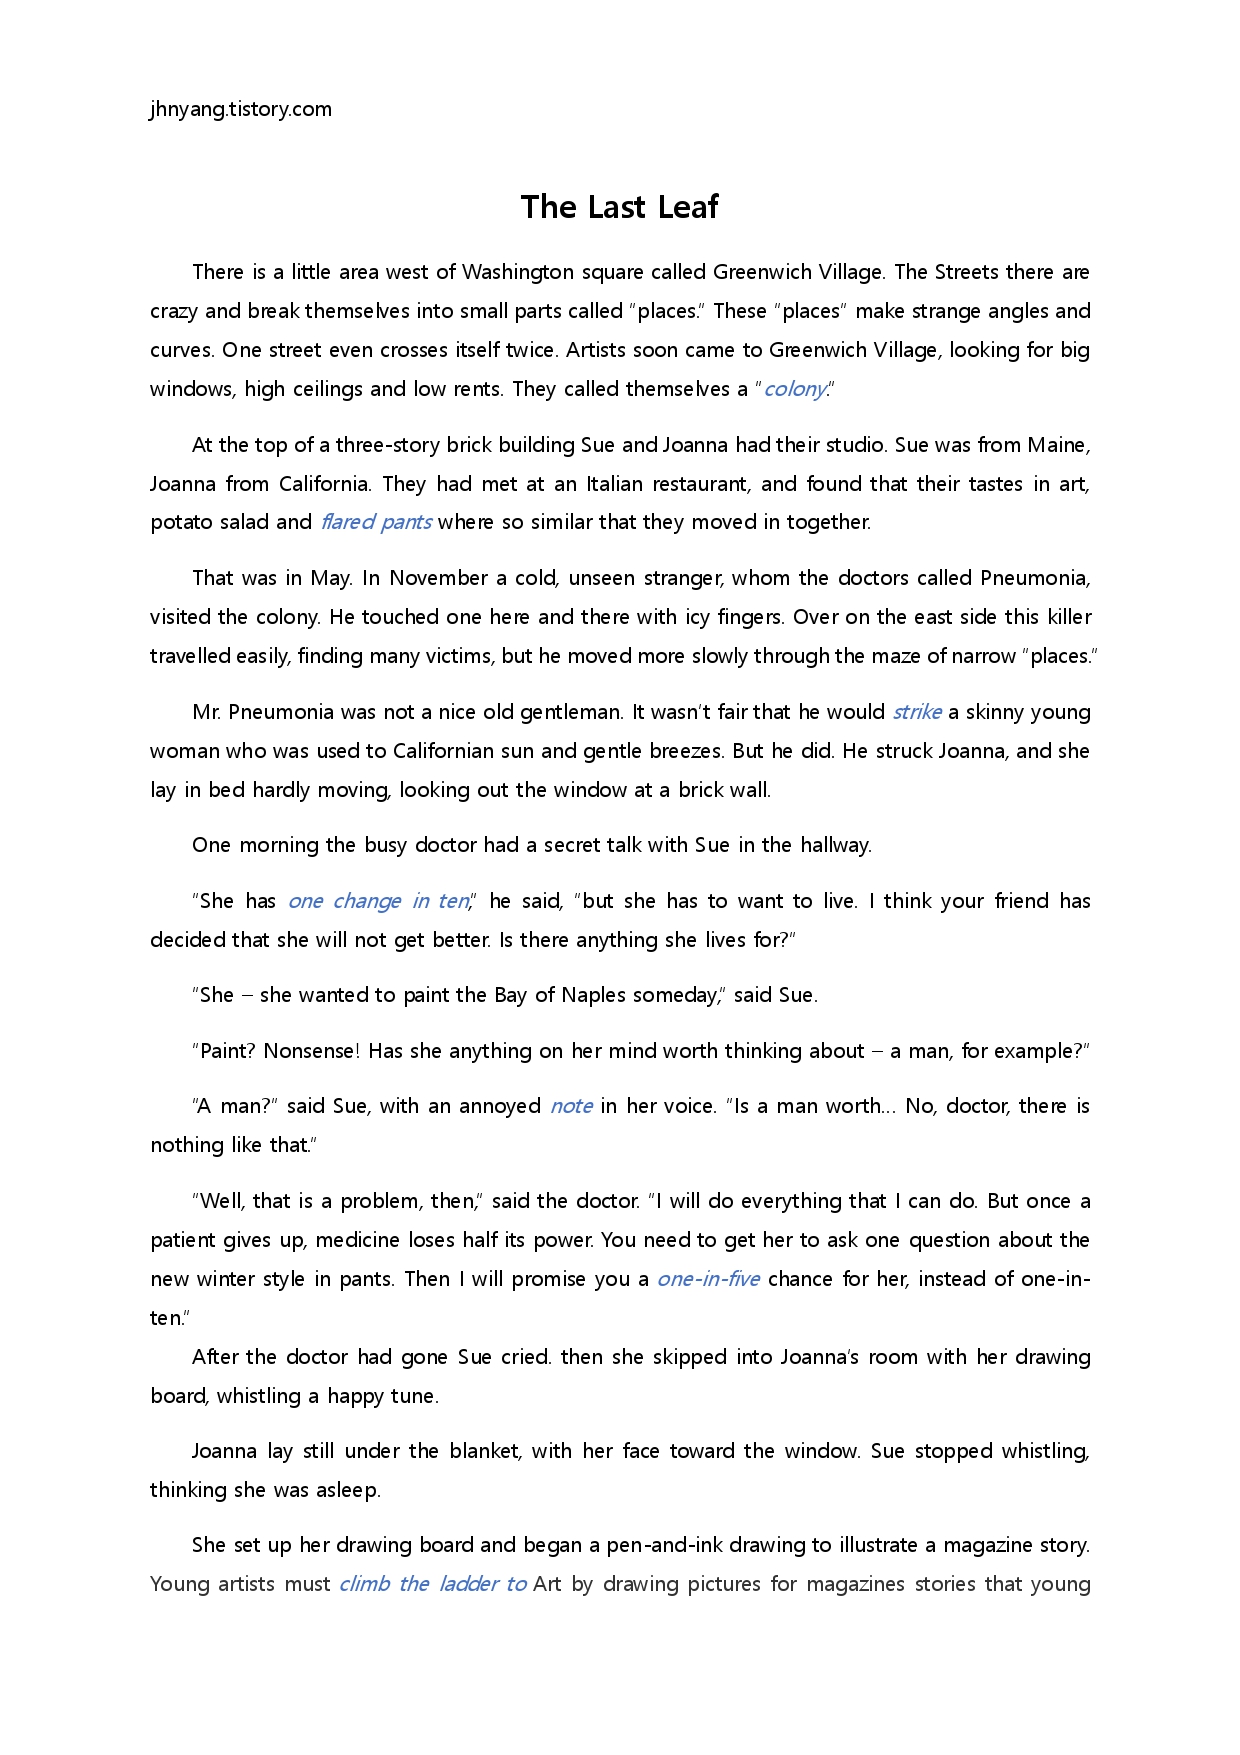 jhnyang.tistory.com
The Last Leaf
There is a little area west of Washington square called Greenwich Village. The Streets there are
crazy and break themselves into small parts called "places." These "places" make strange angles and
curves. One street even crosses itself twice. Artists soon came to Greenwich Village, looking for big
windows, high ceilings and low rents. They called themselves a "colony."
At the top of a three-story brick building Sue and Joanna had their studio. Sue was from Maine,
Joanna from California. They had met at an Italian restaurant, and found that their tastes in art,
potato salad and flared pants where so similar that they moved in together.
That was in May. In November a cold, unseen stranger, whom the doctors called Pneumonia,
visited the colony. He touched one here and there with icy fingers. Over on the east side this killer
travelled easily, finding many victims, but he moved more slowly through the maze of narrow "places."
Mr. Pneumonia was not a nice old gentleman. It wasn't fair that he would strike a skinny young
woman who was used to Californian sun and gentle breezes. But he did. He struck Joanna, and she
lay in bed hardly moving, looking out the window at a brick wall.
One morning the busy doctor had a secret talk with Sue in the hallway.
"She has one change in ten," he said, "but she has to want to live. I think your friend has
decided that she will not get better. Is there anything she lives for?"
"She – she wanted to paint the Bay of Naples someday," said Sue.
"Paint? Nonsense! Has she anything on her mind worth thinking about – a man, for example?"
"A man?" said Sue, with an annoyed note in her voice. "Is a man worth... No, doctor, there is
nothing like that."
"Well, that is a problem, then," said the doctor. "I will do everything that I can do. But once a
patient gives up, medicine loses half its power. You need to get her to ask one question about the
new winter style in pants. Then I will promise you a one-in-five chance for her, instead of one-in-
ten."
After the doctor had gone Sue cried. then she skipped into Joanna's room with her drawing
board, whistling a happy tune.
Joanna lay still under the blanket, with her face toward the window. Sue stopped whistling,
thinking she was asleep.
She set up her drawing board and began a pen-and-ink drawing to illustrate a magazine story.
Young artists must climb the ladder to Art by drawing pictures for magazines stories that young